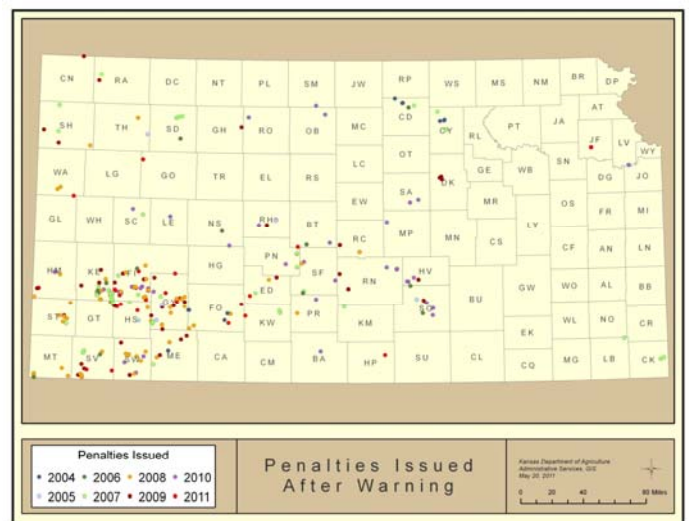 CN RA DC NT PL SM JW RP WS MS NM BR DP
SH TH SD GH RO OB MC CD CY RL PT JA AT
JF LV WY
WA LG GO TR EL RS LC OT DK GE WB SN DG JO
GL WH SC LE NS RH BT EW SA MR OS FR MI
HM KE FI HG PN RC MP MN CS LY CF AN LN
SF RN HV
ST GT HS FO ED BU GW WO AL BB
KW PR KM SG EK WL NO CR
MT SV SW ME CA CM BA HP SU CL CQ MG LB CK
Penalties Issued
2004 2006 2008 2010
2005 2007 2009 2011
Penalties Issued
After Warning
Kansas Department of Agriculture
Administrative Services, GIS
May 20, 2011
0 20 40 80 Miles